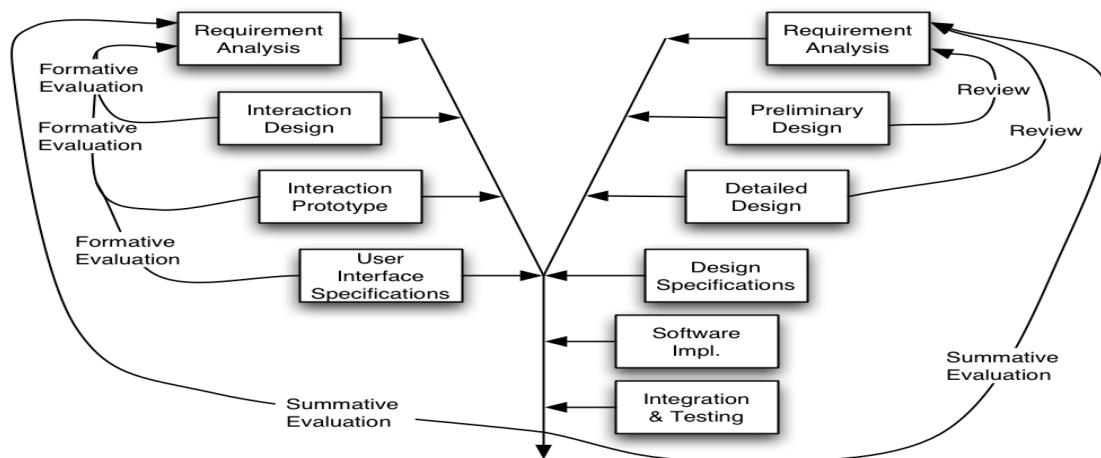 Requirement
Analysis
Requirement
Analysis
Formative
Evaluation
Interaction
Design
Preliminary
Design
Review
Formative
Evaluation
Review
Interaction
Prototype
Detailed
Design
Formative
Evaluation
User
Interface
Specifications
Design
Specifications
Software
Impl.
Summative
Evaluation
Integration
& Testing
Summative
Evaluation